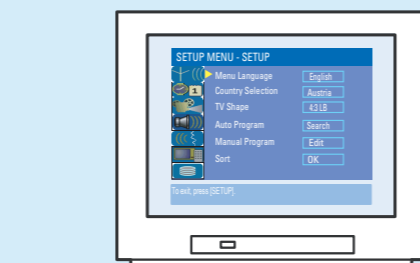 SETUP MENU - SETUP
Menu Language English
Country Selection Austria
TV Shape 4:3 LB
Auto Program Search
Manual Program Edit
Sort OK
1
To exit, press [SETUP]